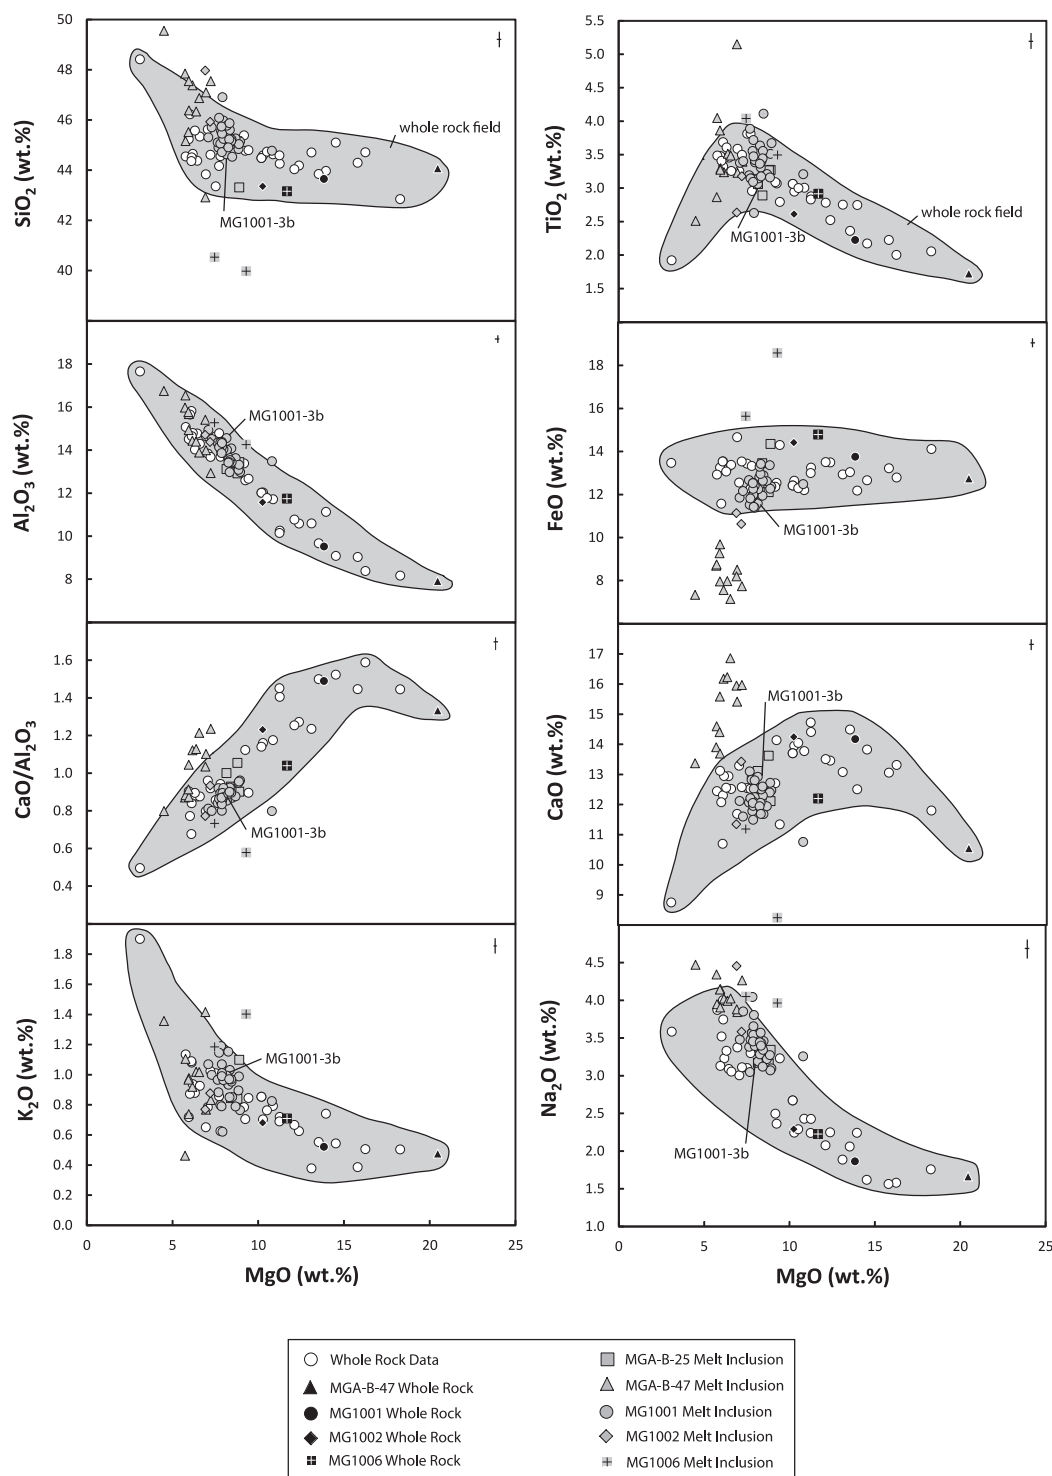 50
48
46
44
42
40
SiO2 (wt.%)
whole rock field
MG1001-3b
5.5
5.0
4.5
4.0
3.5
3.0
2.5
2.0
1.5
TiO2 (wt.%)
whole rock field
MG1001-3b
18
16
14
12
10
8
Al2O3 (wt.%)
MG1001-3b
18
16
14
12
10
8
FeO (wt.%)
MG1001-3b
1.6
1.4
1.2
1.0
0.8
0.6
0.4
CaO/Al2O3
MG1001-3b
17
16
15
14
13
12
11
10
9
CaO (wt.%)
MG1001-3b
1.8
1.6
1.4
1.2
1.0
0.8
0.6
0.4
0.2
0.0
K2O (wt.%)
MG1001-3b
0 5 10 15 20 25
MgO (wt.%)
4.5
4.0
3.5
3.0
2.5
2.0
1.5
1.0
Na2O (wt.%)
MG1001-3b
0 5 10 15 20 25
MgO (wt.%)
Whole Rock Data
MGA-B-47 Whole Rock
MG1001 Whole Rock
MG1002 Whole Rock
MG1006 Whole Rock
MGA-B-25 Melt Inclusion
MGA-B-47 Melt Inclusion
MG1001 Melt Inclusion
MG1002 Melt Inclusion
MG1006 Melt Inclusion